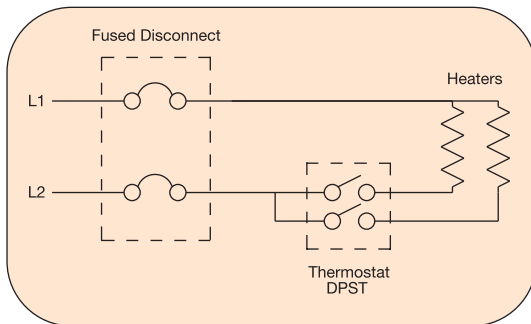 Fused Disconnect
Heaters
L1
L2
Thermostat
DPST